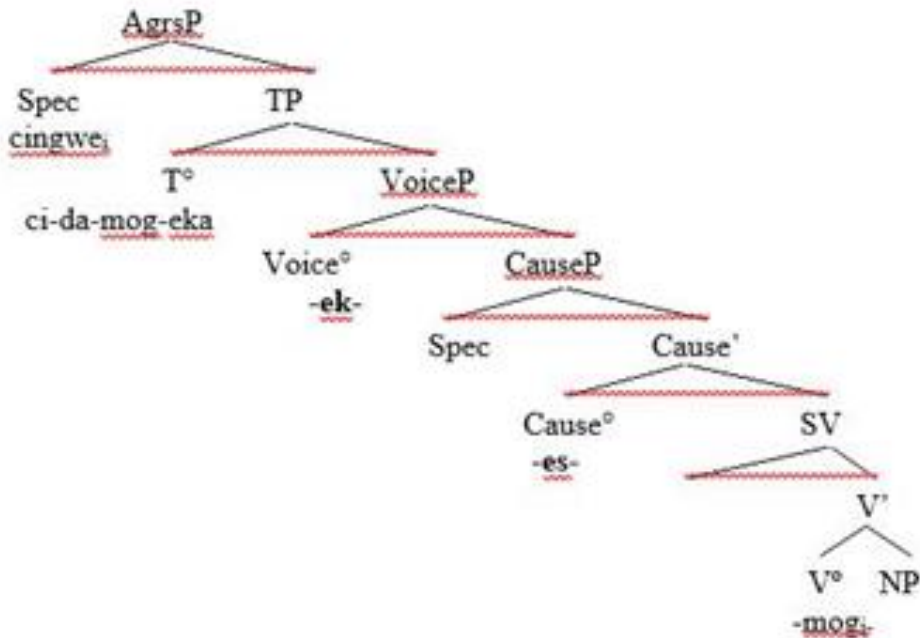 AgrsP
Spec TP
cingweᵢ
T° VoiceP
ci-da-mog-eka
Voice° CauseP
-ek-
Spec Cause'
Cause° SV
-es-
V'
V° NP
-mogᵢ-